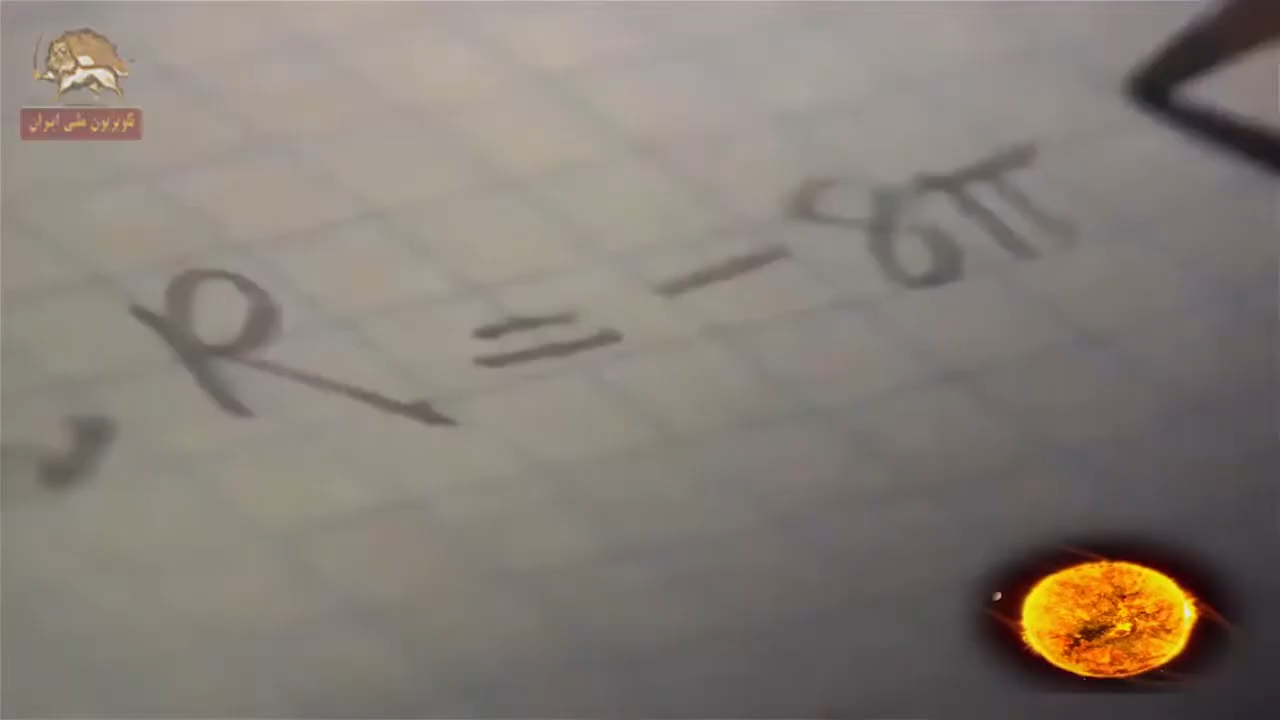 تلویزیون ملی ایران
, R = -8π